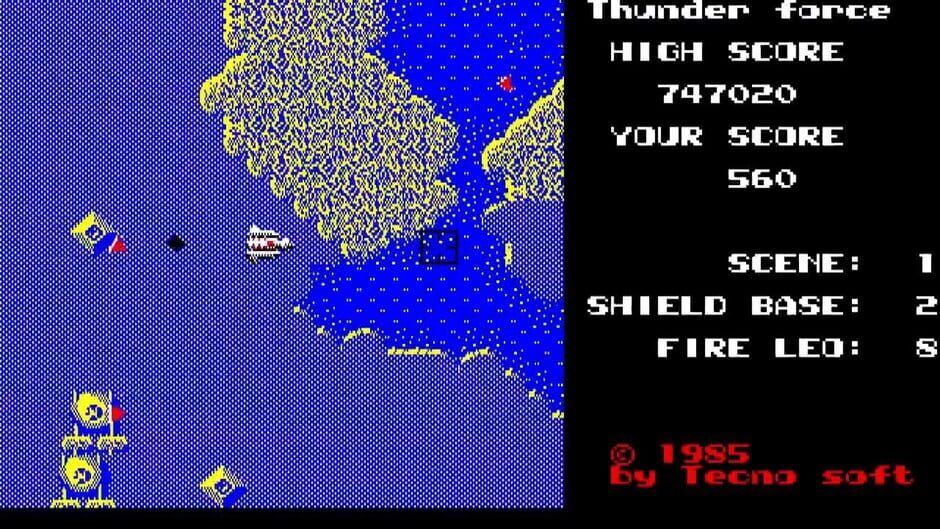 Thunder force
HIGH SCORE
747020
YOUR SCORE
560
SCENE: 1
SHIELD BASE: 2
FIRE LEO: 8
© 1985
by Tecno soft